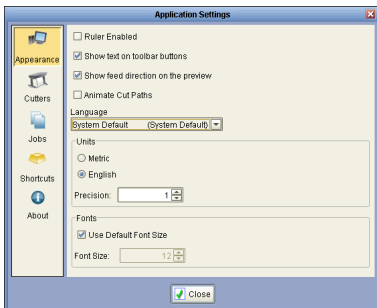 Application Settings
Appearance
Cutters
Jobs
Shortcuts
About
Ruler Enabled
Show text on toolbar buttons
Show feed direction on the preview
Animate Cut Paths
Language
System Default (System Default)
Units
Metric
English
Precision: 1
Fonts
Use Default Font Size
Font Size: 12
Close